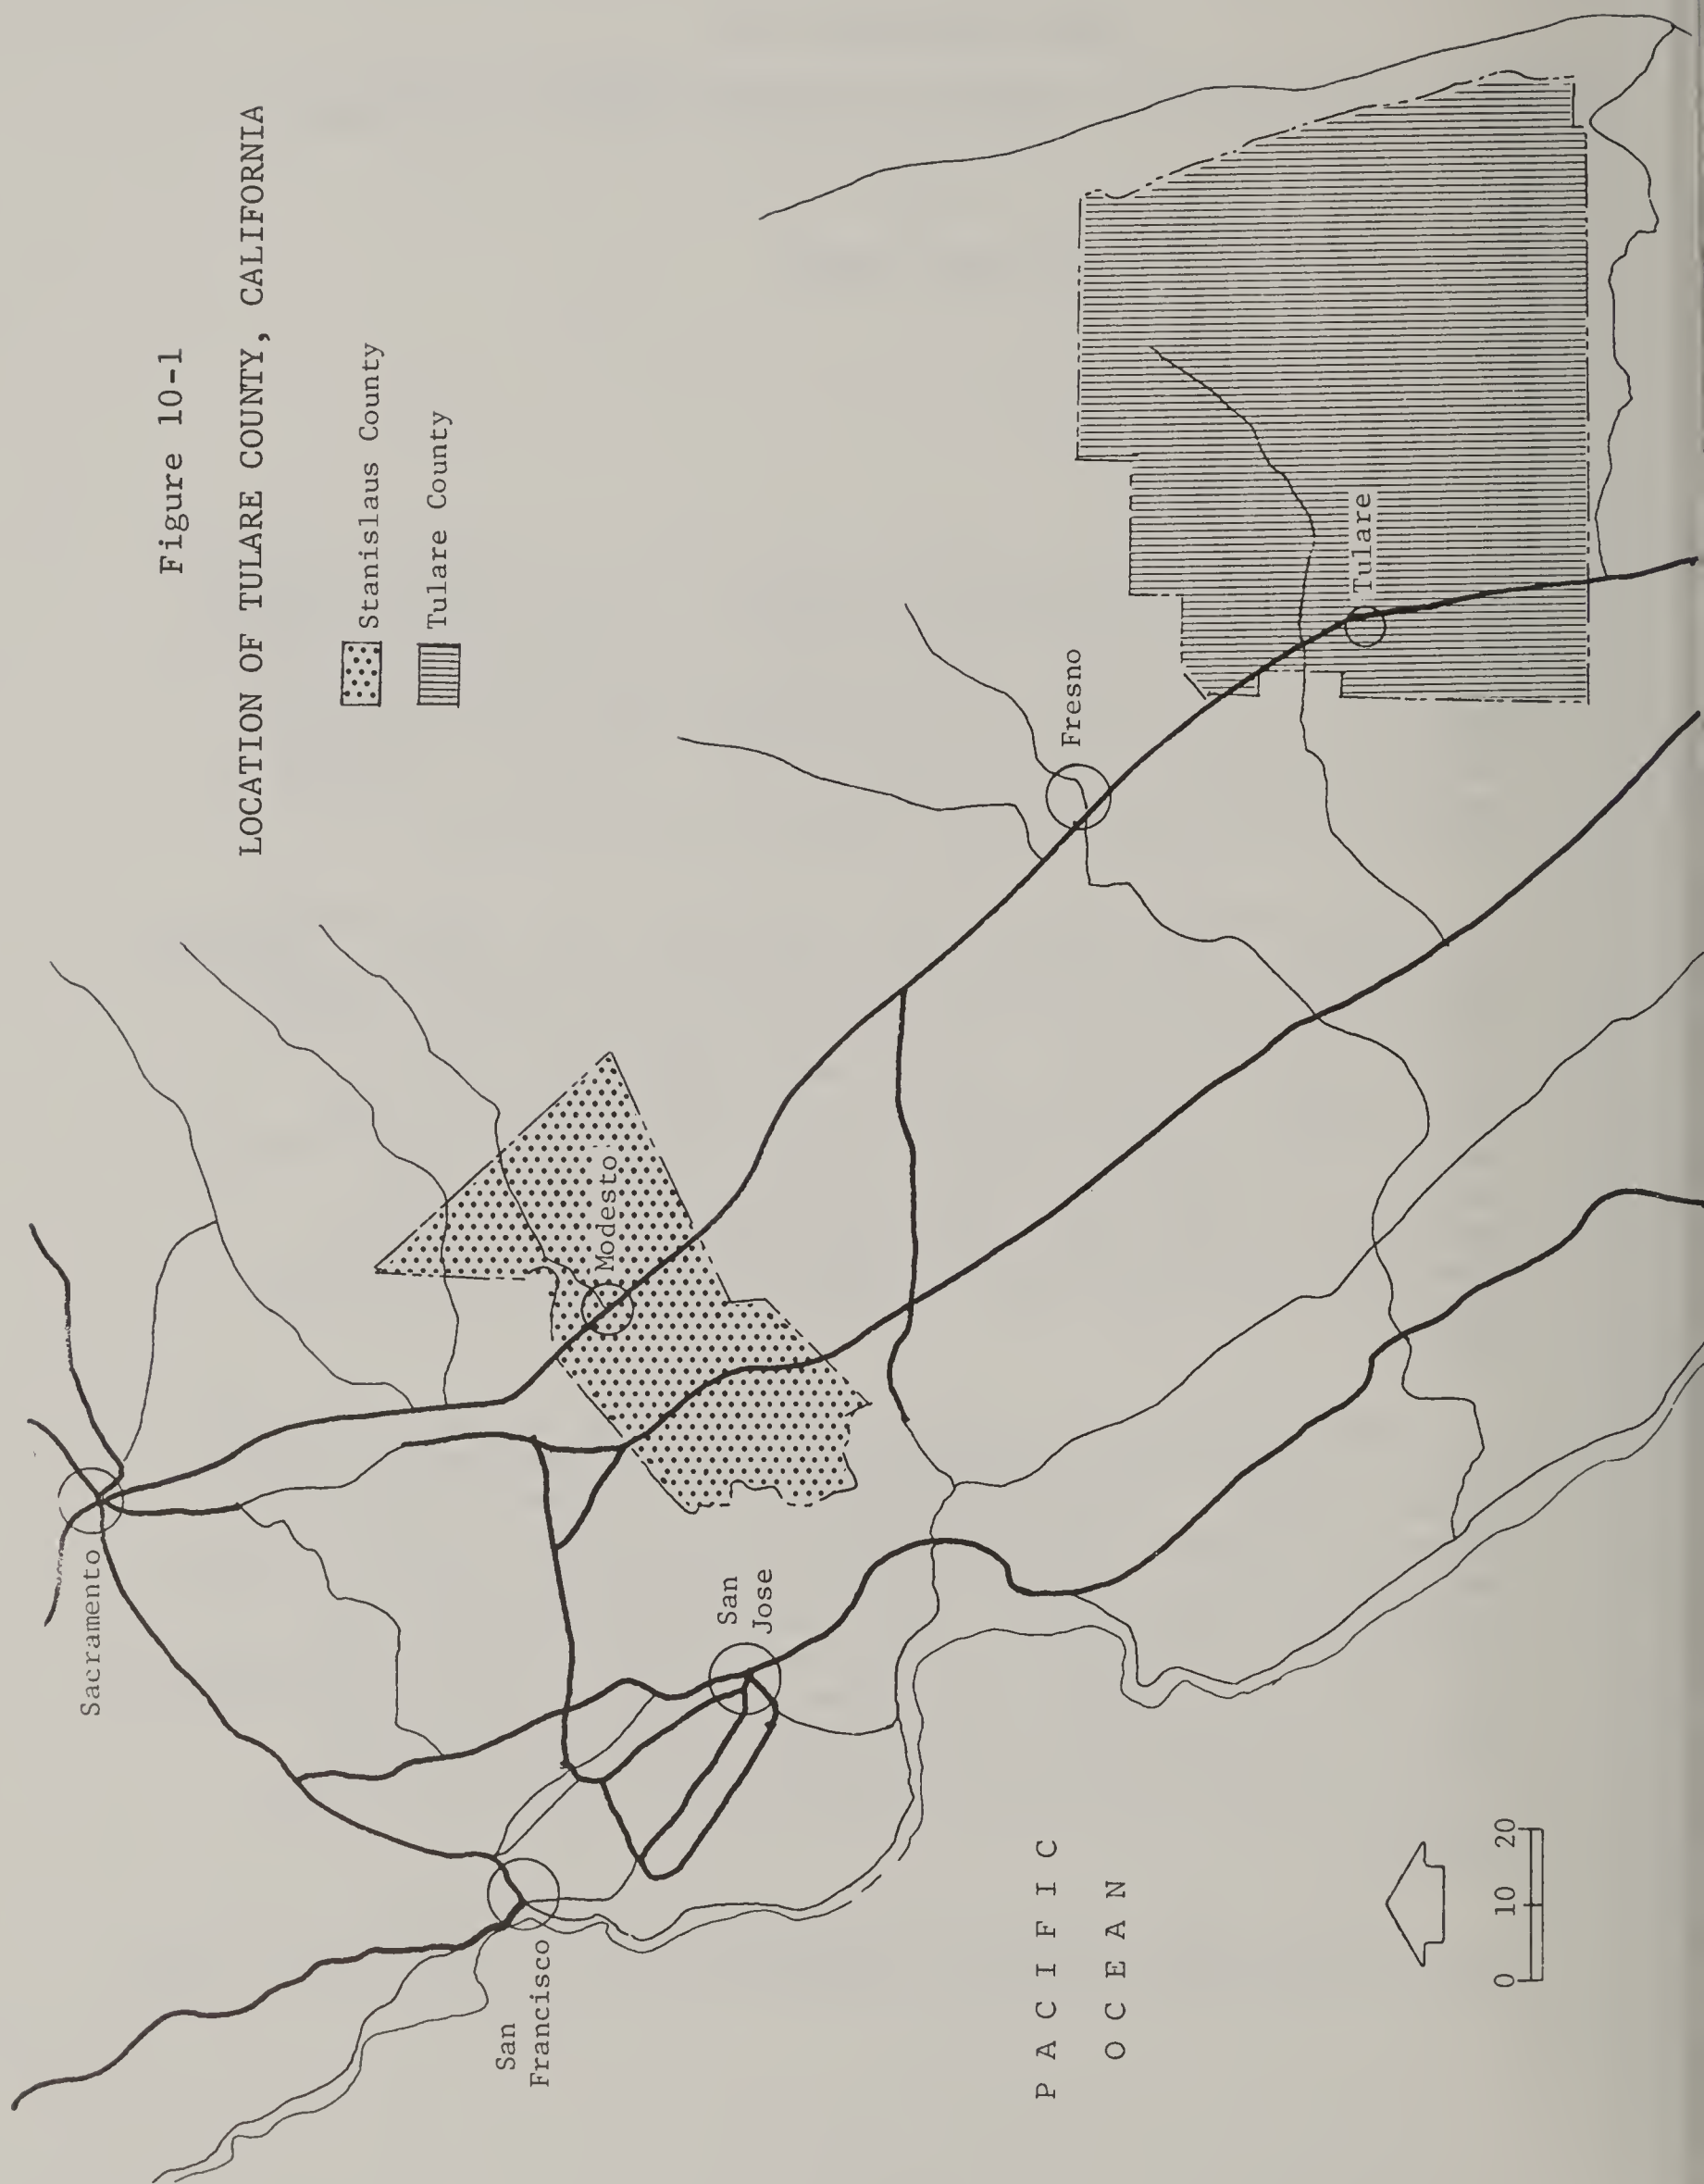 Figure 10-1
LOCATION OF TULARE COUNTY, CALIFORNIA
Stanislaus County
Tulare County
Sacramento
San
Francisco
San
Jose
Modesto
Fresno
Tulare
PACIFIC
OCEAN
0 10 20